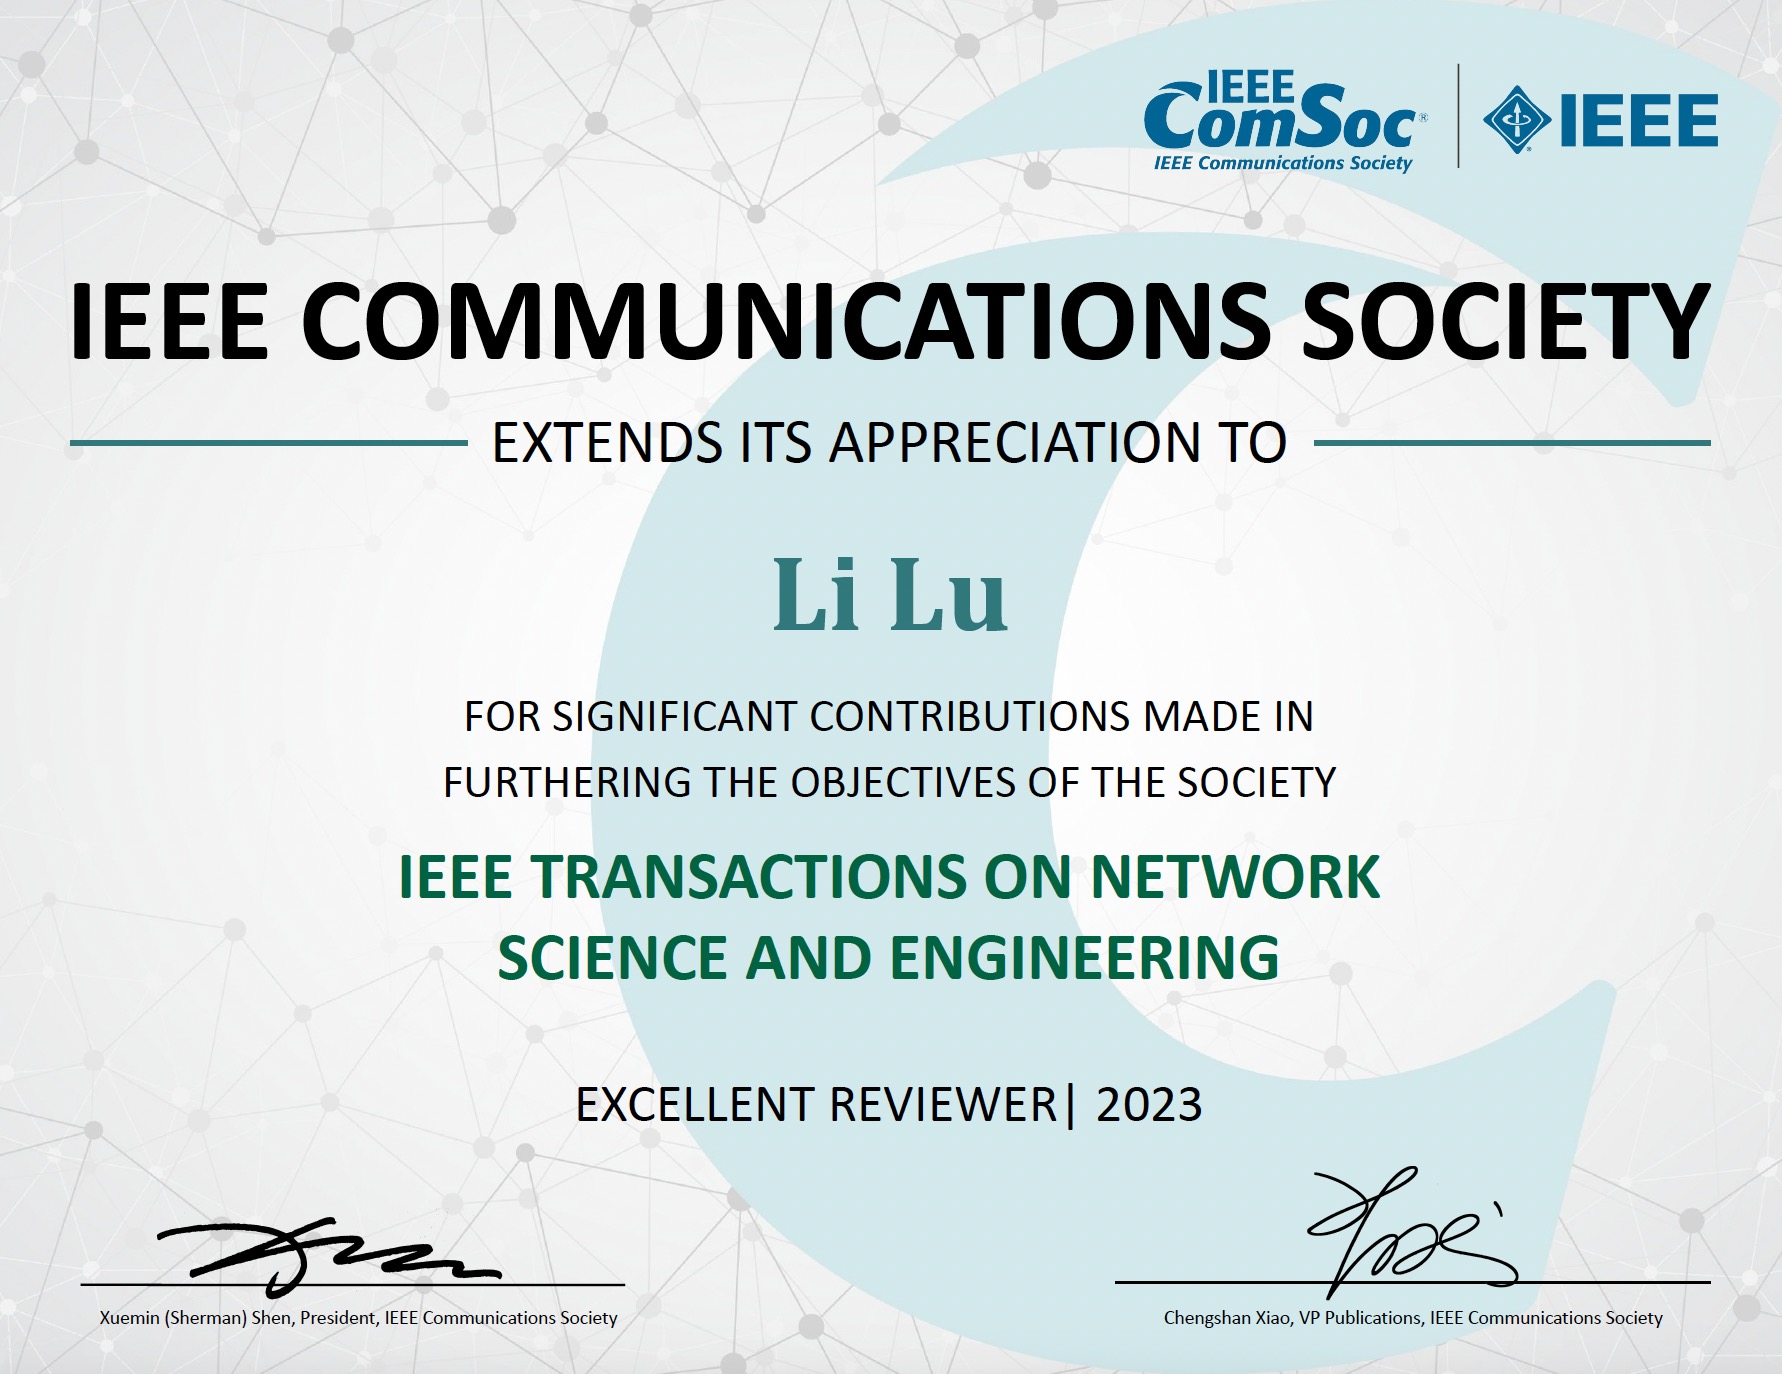 IEEE
ComSoc®
IEEE Communications Society
IEEE
IEEE COMMUNICATIONS SOCIETY
EXTENDS ITS APPRECIATION TO
Li Lu
FOR SIGNIFICANT CONTRIBUTIONS MADE IN
FURTHERING THE OBJECTIVES OF THE SOCIETY
IEEE TRANSACTIONS ON NETWORK
SCIENCE AND ENGINEERING
EXCELLENT REVIEWER| 2023
Xuemin (Sherman) Shen, President, IEEE Communications Society
Chengshan Xiao, VP Publications, IEEE Communications Society